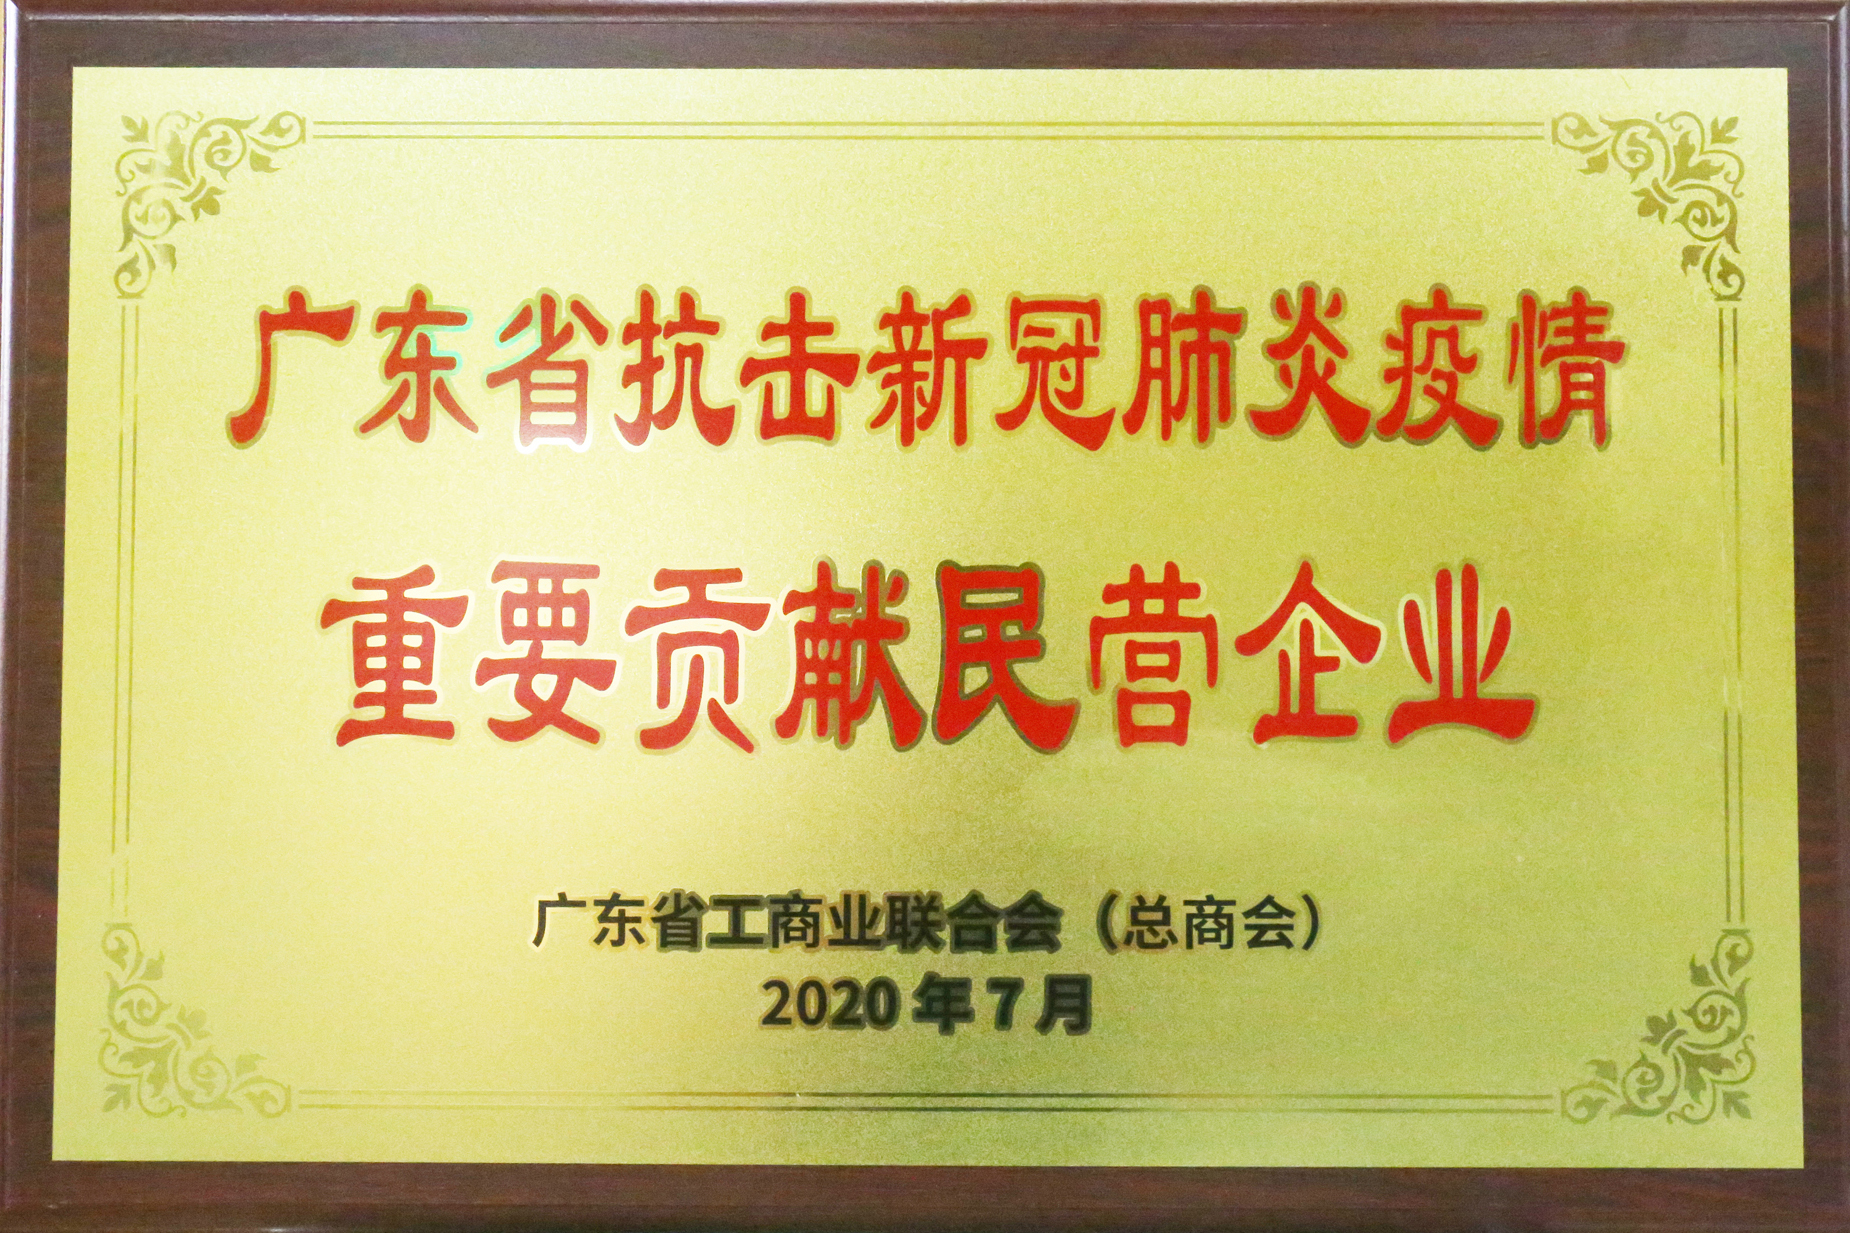 广东省抗击新冠肺炎疫情
重要贡献民营企业
广东省工商业联合会（总商会）
2020年7月